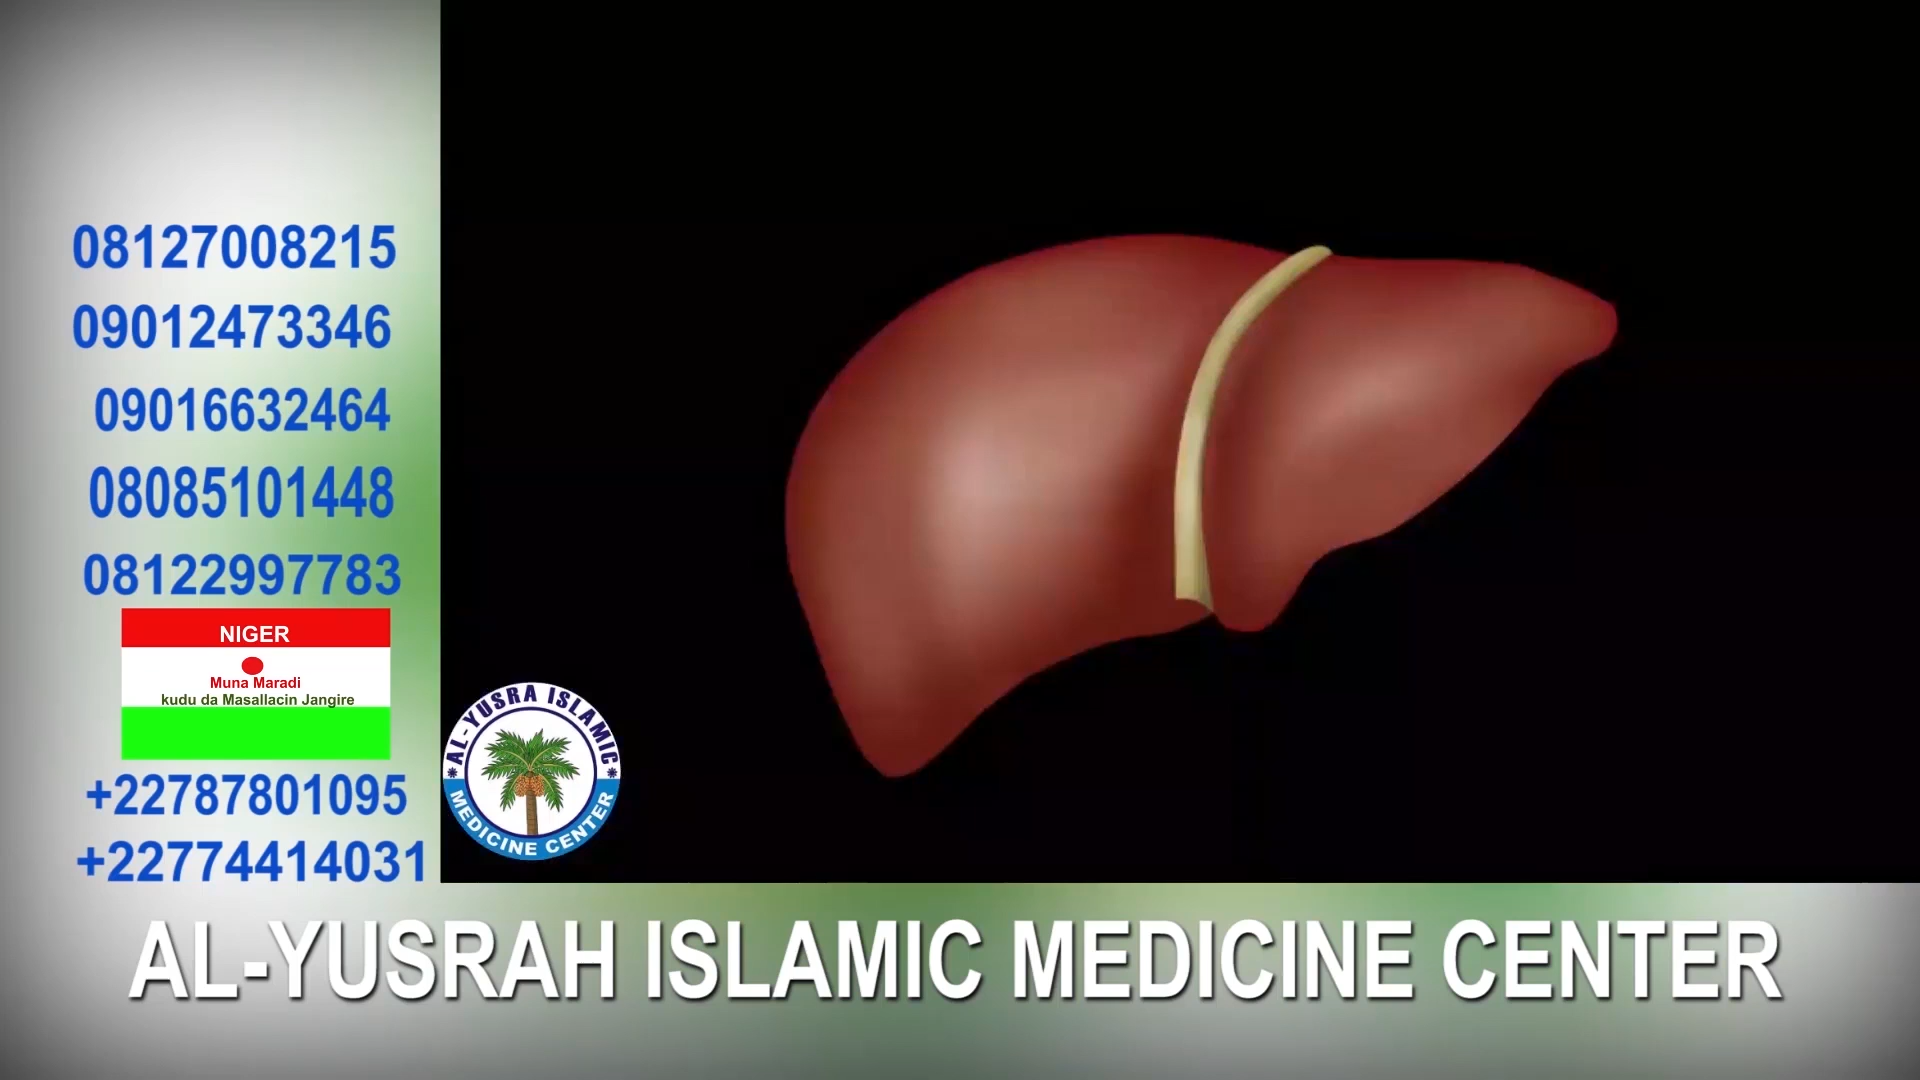 08127008215
09012473346
09016632464
08085101448
08122997783
NIGER
Muna Maradi
kudu da Masallacin Jangire
+22787801095
+22774414031
AL-YUSRA ISLAMIC
MEDICINE CENTER
AL-YUSRAH ISLAMIC MEDICINE CENTER